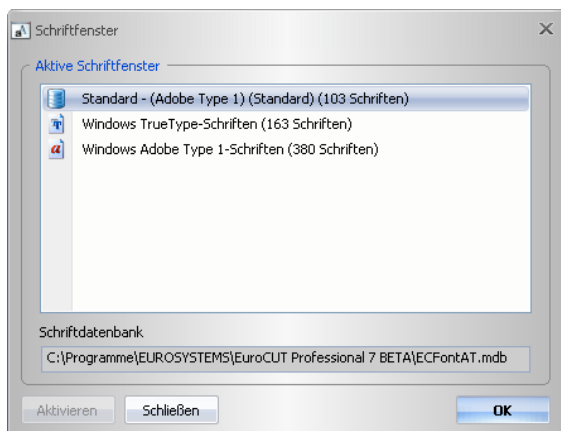 Schriftfenster
Aktive Schriftfenster
Standard - (Adobe Type 1) (Standard) (103 Schriften)
Windows TrueType-Schriften (163 Schriften)
Windows Adobe Type 1-Schriften (380 Schriften)
Schriftdatenbank
C:\Programme\EUROSYSTEMS\EuroCUT Professional 7 BETA\ECFontAT.mdb
Aktivieren Schließen OK